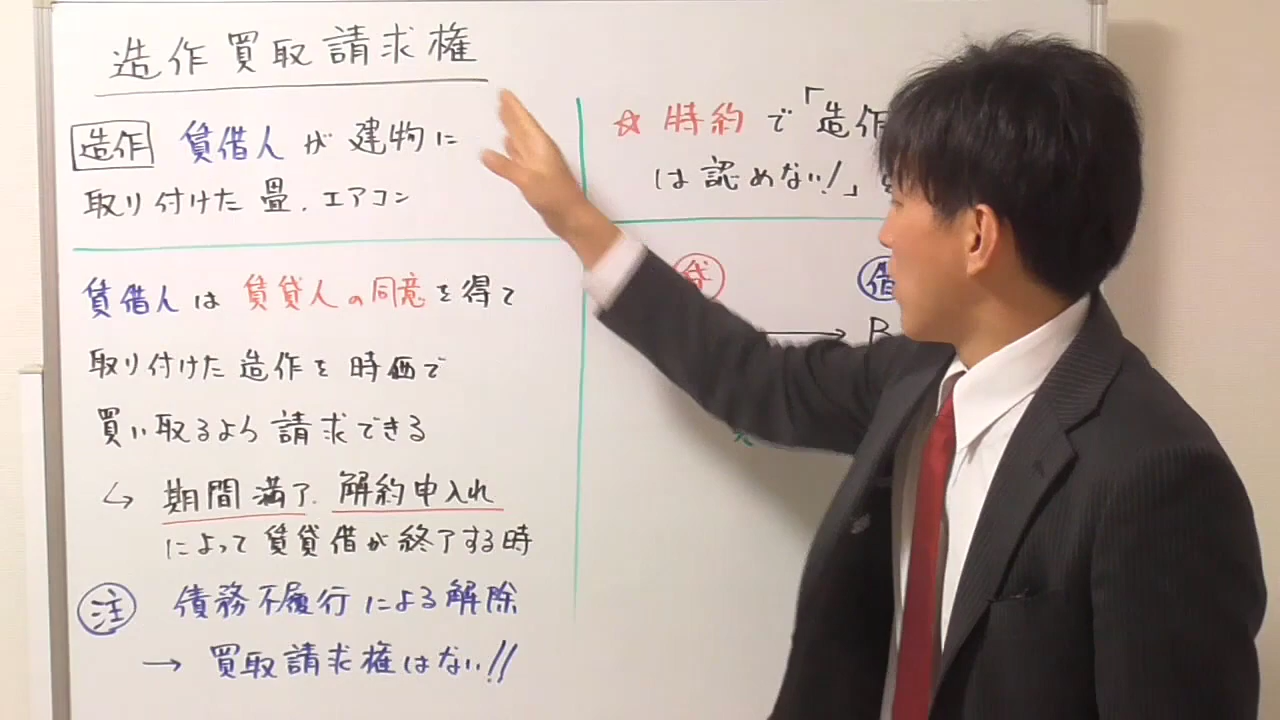 造作買取請求権
造作 賃借人が建物に
取り付けた畳、エアコン
賃借人は賃貸人の同意を得て
取り付けた造作を時価で
買い取るよう請求できる
↳ 期間満了、解約申入れ
によって賃貸借が終了する時
注 債務不履行による解除
→ 買取請求権はない!!
☆ 特約で「造作
は認めない!」
貸 借
B